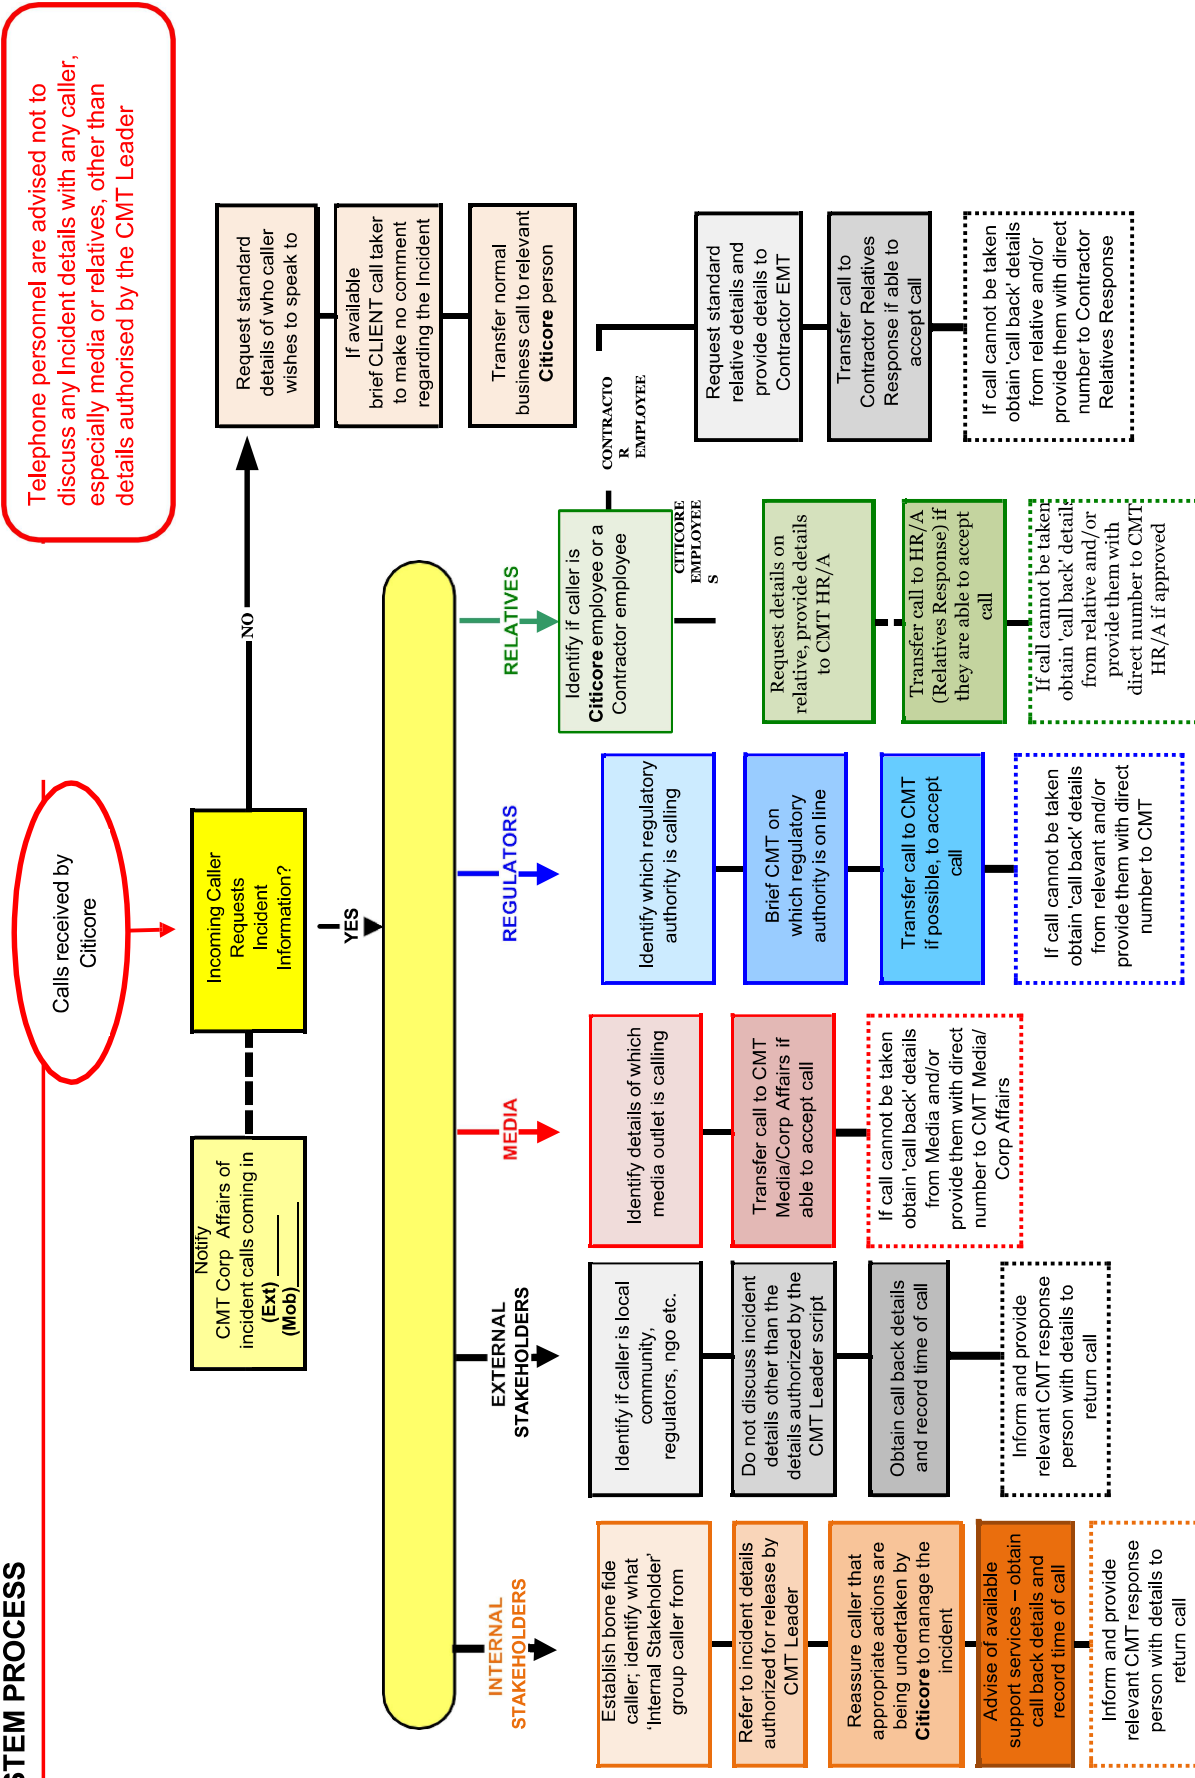 STEM PROCESS
Calls received by
Citicore
Telephone personnel are advised not to
discuss any Incident details with any caller,
especially media or relatives, other than
details authorised by the CMT Leader
Notify
CMT Corp Affairs of
incident calls coming in
(Ext) ______
(Mob)________
Incoming Caller
Requests
Incident
Information?
NO
Request standard
details of who caller
wishes to speak to
If available
brief CLIENT call taker
to make no comment
regarding the Incident
Transfer normal
business call to relevant
Citicore person
YES
INTERNAL
STAKEHOLDERS
Establish bone fide
caller; identify what
‘Internal Stakeholder’
group caller from
Refer to incident details
authorized for release by
CMT Leader
Reassure caller that
appropriate actions are
being undertaken by
Citicore to manage the
incident
Advise of available
support services – obtain
call back details and
record time of call
Inform and provide
relevant CMT response
person with details to
return call
EXTERNAL
STAKEHOLDERS
Identify if caller is local
community,
regulators, ngo etc.
Do not discuss incident
details other than the
details authorized by the
CMT Leader script
Obtain call back details
and record time of call
Inform and provide
relevant CMT response
person with details to
return call
MEDIA
Identify details of which
media outlet is calling
Transfer call to CMT
Media/Corp Affairs if
able to accept call
If call cannot be taken
obtain 'call back' details
from Media and/or
provide them with direct
number to CMT Media/
Corp Affairs
REGULATORS
Identify which regulatory
authority is calling
Brief CMT on
which regulatory
authority is on line
Transfer call to CMT
if possible, to accept
call
If call cannot be taken
obtain 'call back' details
from relevant and/or
provide them with direct
number to CMT
RELATIVES
Identify if caller is
Citicore employee or a
Contractor employee
CITICORE
EMPLOYEE
S
Request details on
relative, provide details
to CMT HR/A
Transfer call to HR/A
(Relatives Response) if
they are able to accept
call
If call cannot be taken
obtain 'call back' details
from relative and/or
provide them with
direct number to CMT
HR/A if approved
CONTRACTO
R
EMPLOYEE
Request standard
relative details and
provide details to
Contractor EMT
Transfer call to
Contractor Relatives
Response if able to
accept call
If call cannot be taken
obtain 'call back' details
from relative and/or
provide them with direct
number to Contractor
Relatives Response